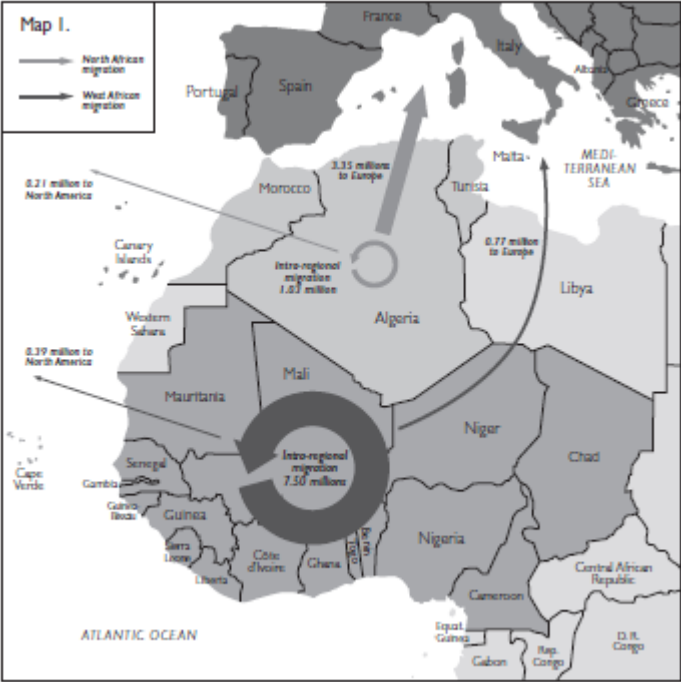 Map 1.
North African
migration
West African
migration
France
Italy
Albania
Portugal
Spain
Greece
Malta
MEDI-
TERRANEAN
SEA
3.35 millions
to Europe
0.21 million to
North America
Morocco
Tunisia
Canary
Islands
Intra-regional
migration
1.03 million
0.77 million
to Europe
Libya
Algeria
Western
Sahara
0.39 million to
North America
Mali
Mauritania
Niger
Chad
Cape
Verde
Senegal
Gambia
Intra-regional
migration
7.50 millions
Guinea
Bissau
Guinea
Sierra
Leone
Liberia
Côte
d'Ivoire
Ghana
Togo
Benin
Nigeria
Cameroon
Central African
Republic
ATLANTIC OCEAN
Equat.
Guinea
Gabon
Rep.
Congo
D.R.
Congo